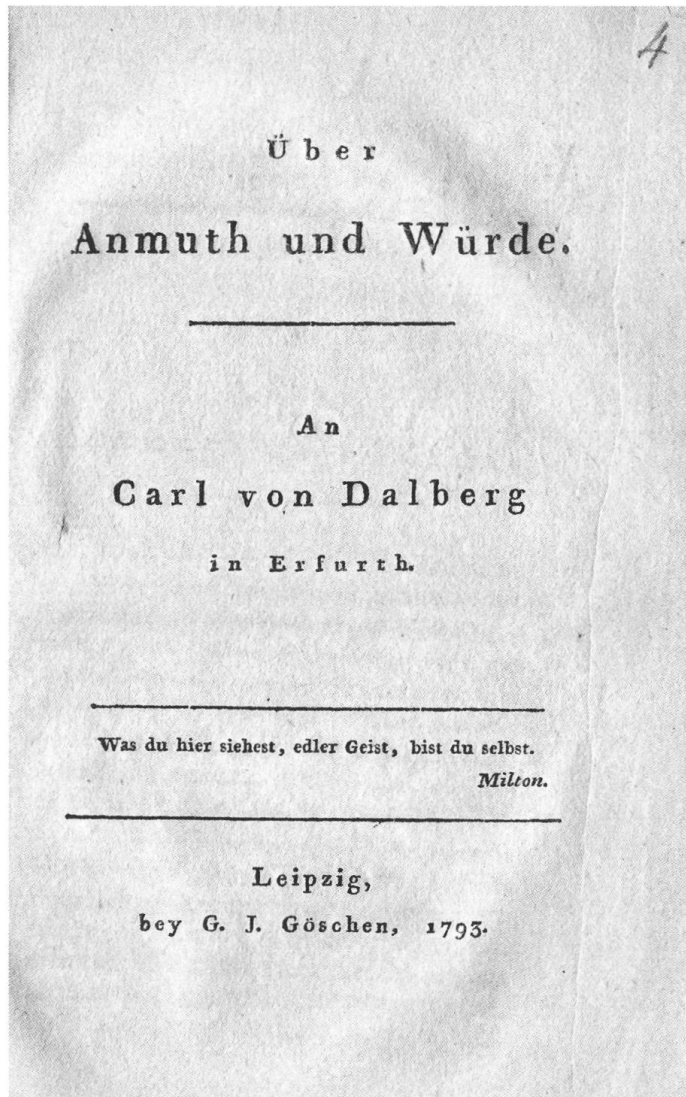 4
Über
Anmuth und Würde.
An
Carl von Dalberg
in Erfurth.
Was du hier siehest, edler Geist, bist du selbst.
Milton.
Leipzig,
bey G. J. Göschen, 1793.